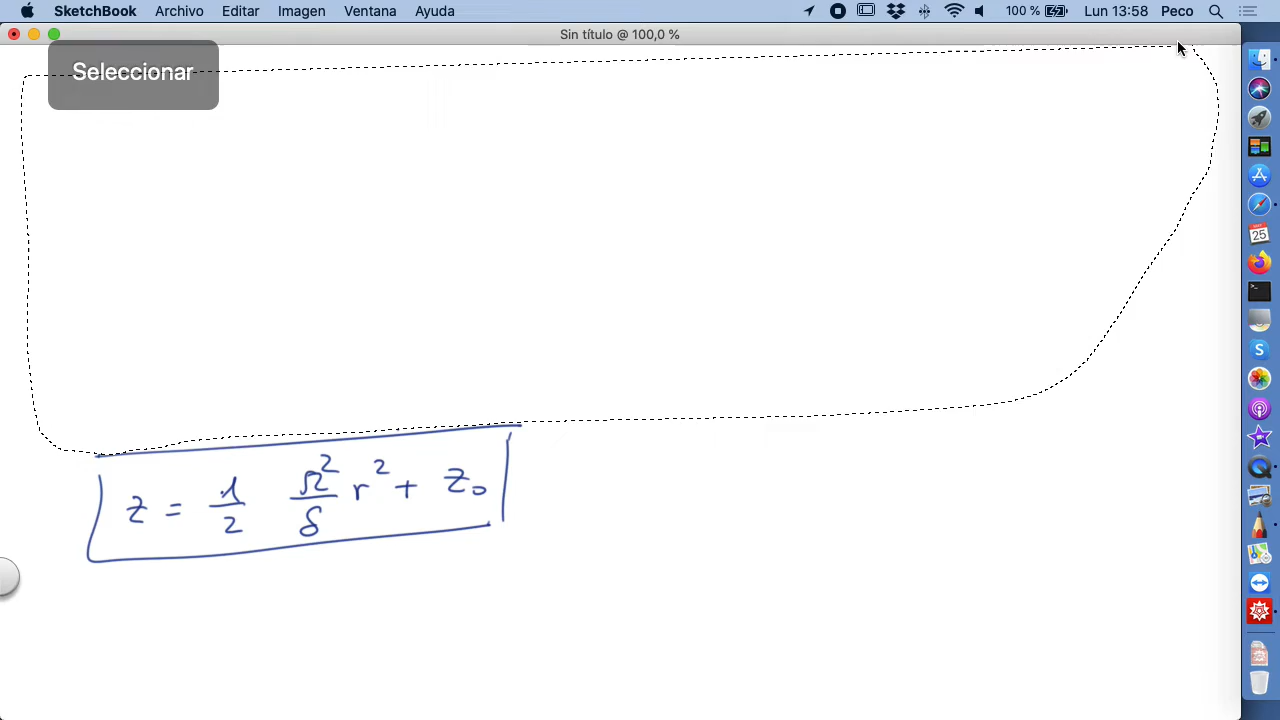 SketchBook Archivo Editar Imagen Ventana Ayuda 100 % Lun 13:58 Peco
Sin título @ 100,0 %
Seleccionar
z = 1/2 Ω²/g r² + z₀
25